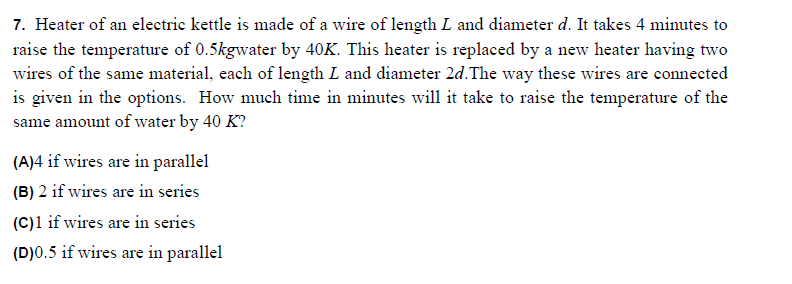 7. Heater of an electric kettle is made of a wire of length L and diameter d. It takes 4 minutes to
raise the temperature of 0.5kgwater by 40K. This heater is replaced by a new heater having two
wires of the same material, each of length L and diameter 2d.The way these wires are connected
is given in the options. How much time in minutes will it take to raise the temperature of the
same amount of water by 40 K?
(A)4 if wires are in parallel
(B) 2 if wires are in series
(C)1 if wires are in series
(D)0.5 if wires are in parallel